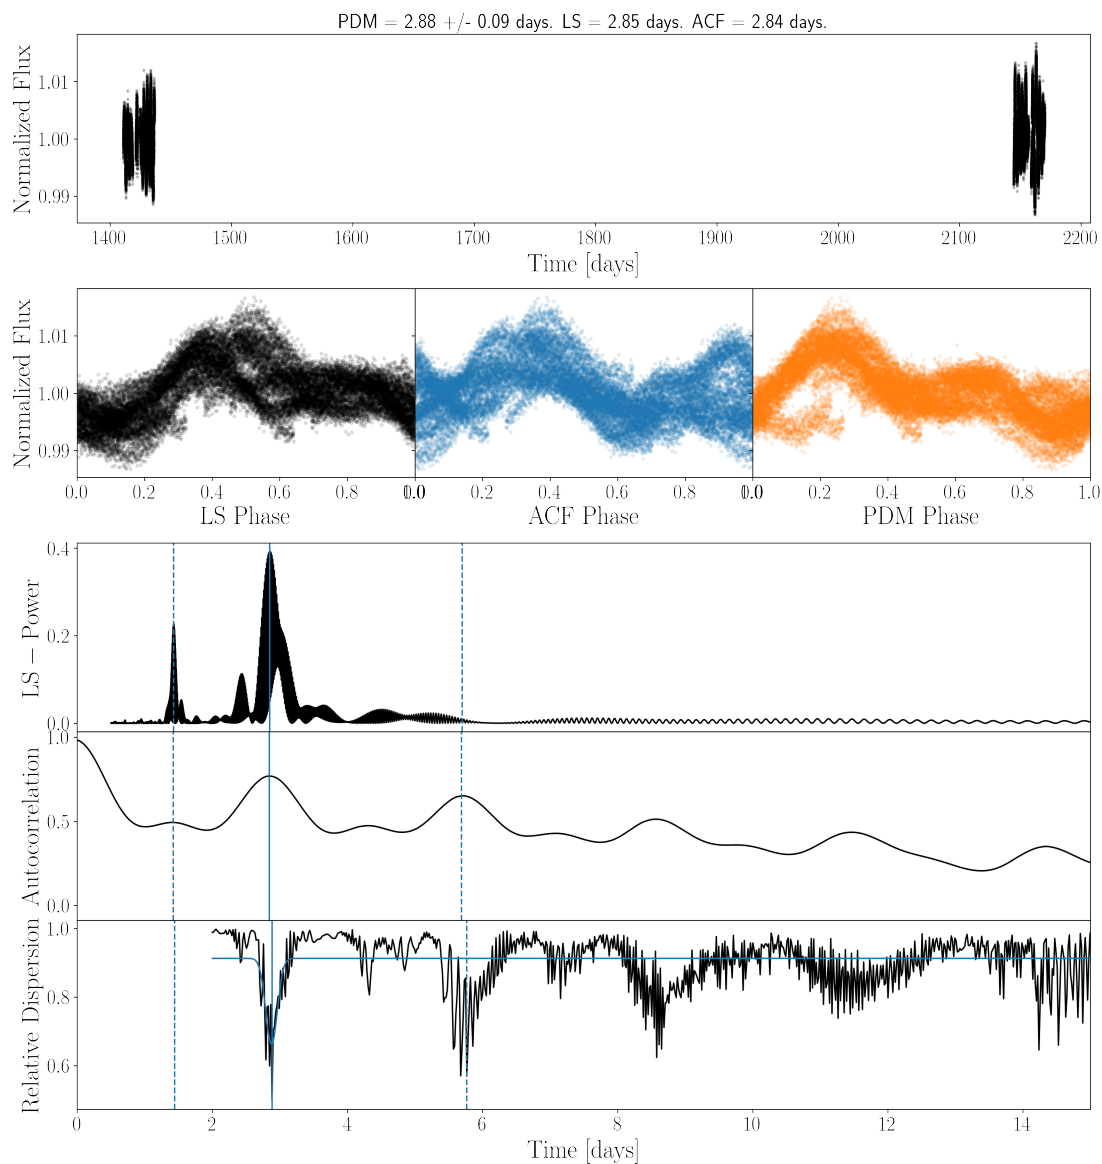 PDM = 2.88 +/- 0.09 days. LS = 2.85 days. ACF = 2.84 days.
Normalized Flux
1.01
1.00
0.99
1400 1500 1600 1700 1800 1900 2000 2100 2200
Time [days]
Normalized Flux
1.01
1.00
0.99
0.0 0.2 0.4 0.6 0.8 1.0
0.0 0.2 0.4 0.6 0.8 1.0
0.0 0.2 0.4 0.6 0.8 1.0
LS Phase
ACF Phase
PDM Phase
LS – Power
0.4
0.2
0.0
Autocorrelation
1.0
0.5
0.0
Relative Dispersion
1.0
0.8
0.6
0 2 4 6 8 10 12 14
Time [days]